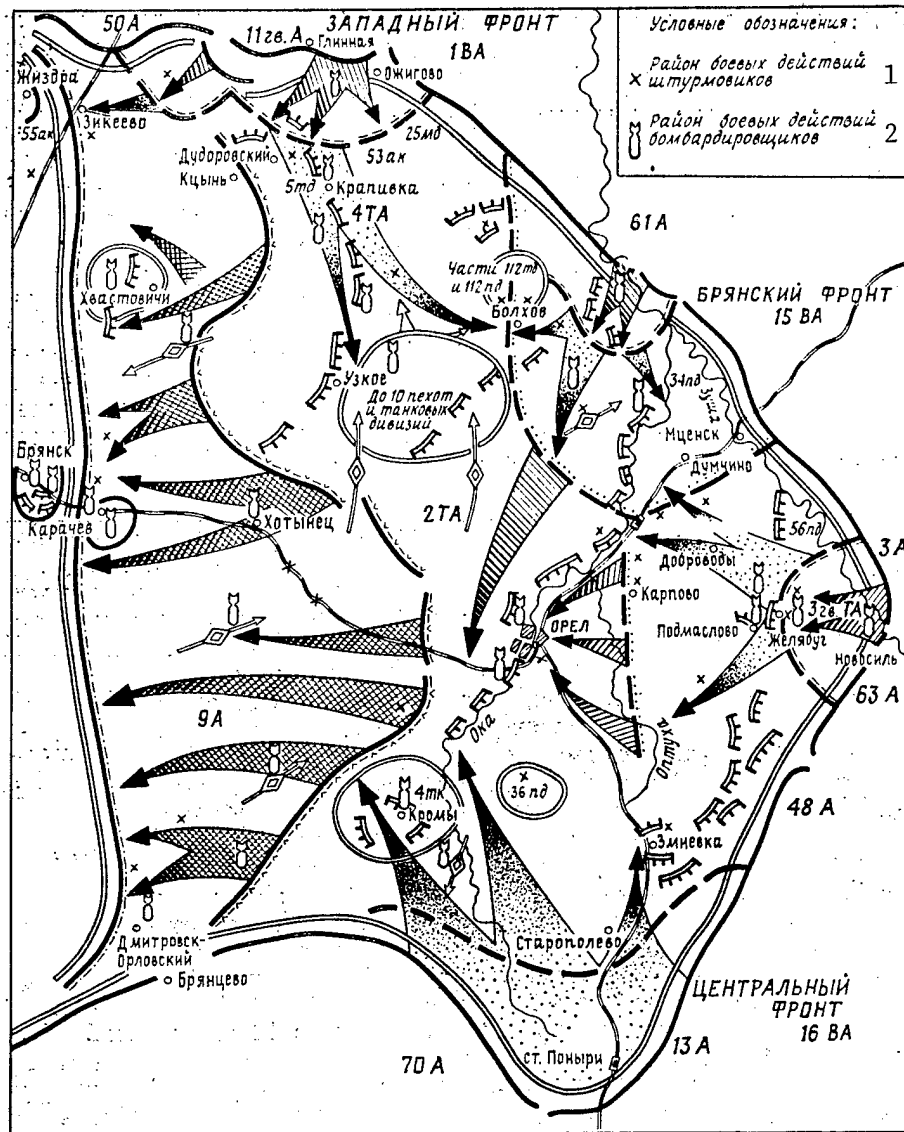 50А
ЗАПАДНЫЙ ФРОНТ
11гв.А
Глинная
1ВА
Ожигово
Жиздра
Зикеево
55ак
25мд
53ак
Дудоровский
Кцынь
5тд
Крапивка
4ТА
Условные обозначения:
Район боевых действий
штурмовиков
1
Район боевых действий
бомбардировщиков
2
61А
БРЯНСКИЙ ФРОНТ
15 ВА
Части 112тд
и 112пд
Болхов
Хвастовичи
34пд
Зуша
Мценск
Думчино
Узкое
До 10 пехот
и танковых
дивизий
Брянск
Карачев
Хотынец
2ТА
56пд
3А
Доброводы
Карпово
3гв.ТА
ОРЕЛ
Подмаслово
Желябуг
Новосиль
63А
9А
Ока
Оптуха
4тк
Кромы
36пд
48А
Змиевка
Дмитровск-
Орловский
Брянцево
Старополево
ЦЕНТРАЛЬНЫЙ
ФРОНТ
16 ВА
ст. Поныри
13А
70А